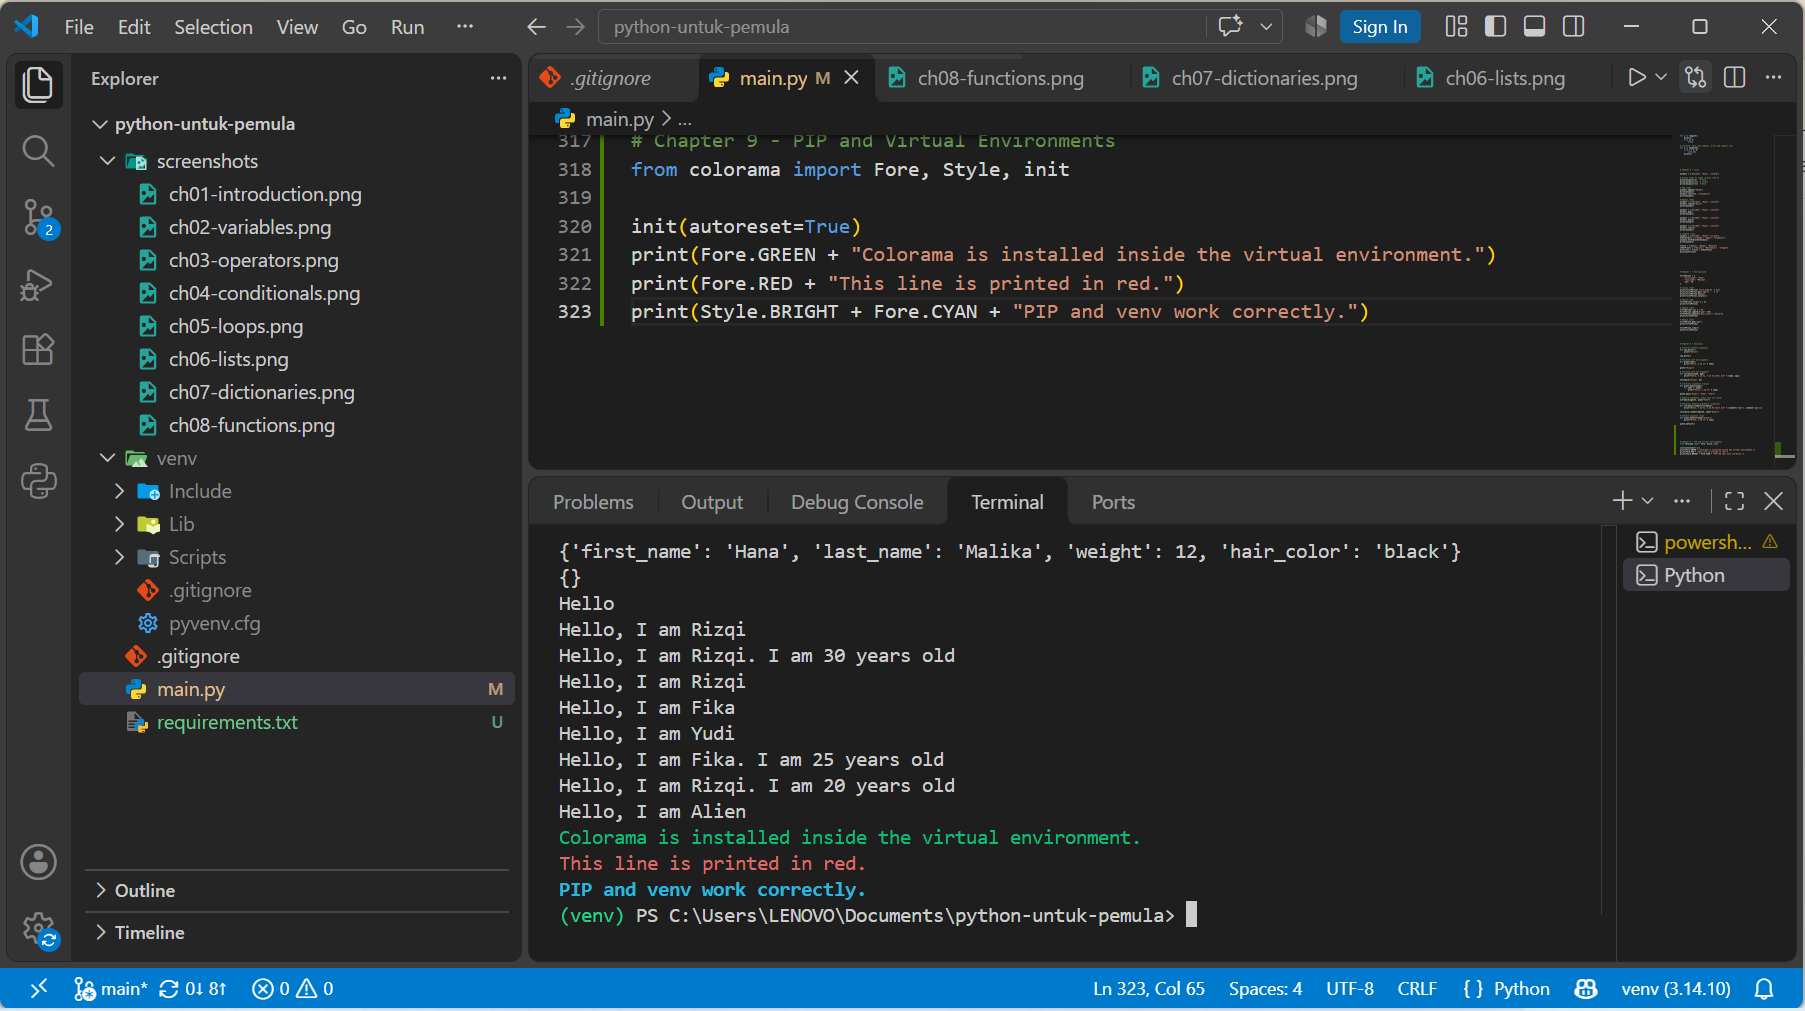 File Edit Selection View Go Run ···
python-untuk-pemula
Sign In
Explorer
python-untuk-pemula
screenshots
ch01-introduction.png
ch02-variables.png
ch03-operators.png
ch04-conditionals.png
ch05-loops.png
ch06-lists.png
ch07-dictionaries.png
ch08-functions.png
venv
Include
Lib
Scripts
.gitignore
pyvenv.cfg
.gitignore
main.py M
requirements.txt U
Outline
Timeline
.gitignore main.py M ch08-functions.png ch07-dictionaries.png ch06-lists.png
main.py > ...
317 # Chapter 9 - PIP and Virtual Environments
318 from colorama import Fore, Style, init
319
320 init(autoreset=True)
321 print(Fore.GREEN + "Colorama is installed inside the virtual environment.")
322 print(Fore.RED + "This line is printed in red.")
323 print(Style.BRIGHT + Fore.CYAN + "PIP and venv work correctly.")
Problems Output Debug Console Terminal Ports
{'first_name': 'Hana', 'last_name': 'Malika', 'weight': 12, 'hair_color': 'black'}
{}
Hello
Hello, I am Rizqi
Hello, I am Rizqi. I am 30 years old
Hello, I am Rizqi
Hello, I am Fika
Hello, I am Yudi
Hello, I am Fika. I am 25 years old
Hello, I am Rizqi. I am 20 years old
Hello, I am Alien
Colorama is installed inside the virtual environment.
This line is printed in red.
PIP and venv work correctly.
(venv) PS C:\Users\LENOVO\Documents\python-untuk-pemula>
powersh...
Python
2
main* 0↓ 8↑ 0 0 Ln 323, Col 65 Spaces: 4 UTF-8 CRLF { } Python venv (3.14.10)